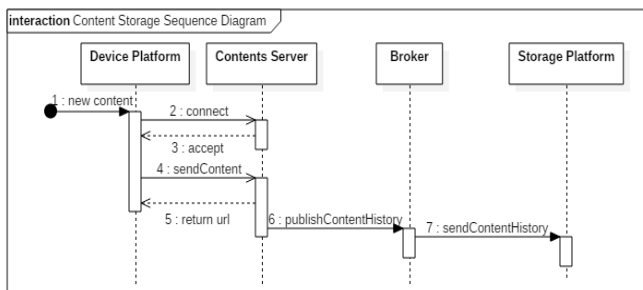 interaction Content Storage Sequence Diagram
Device Platform
Contents Server
Broker
Storage Platform
1 : new content
2 : connect
3 : accept
4 : sendContent
5 : return url
6 : publishContentHistory
7 : sendContentHistory